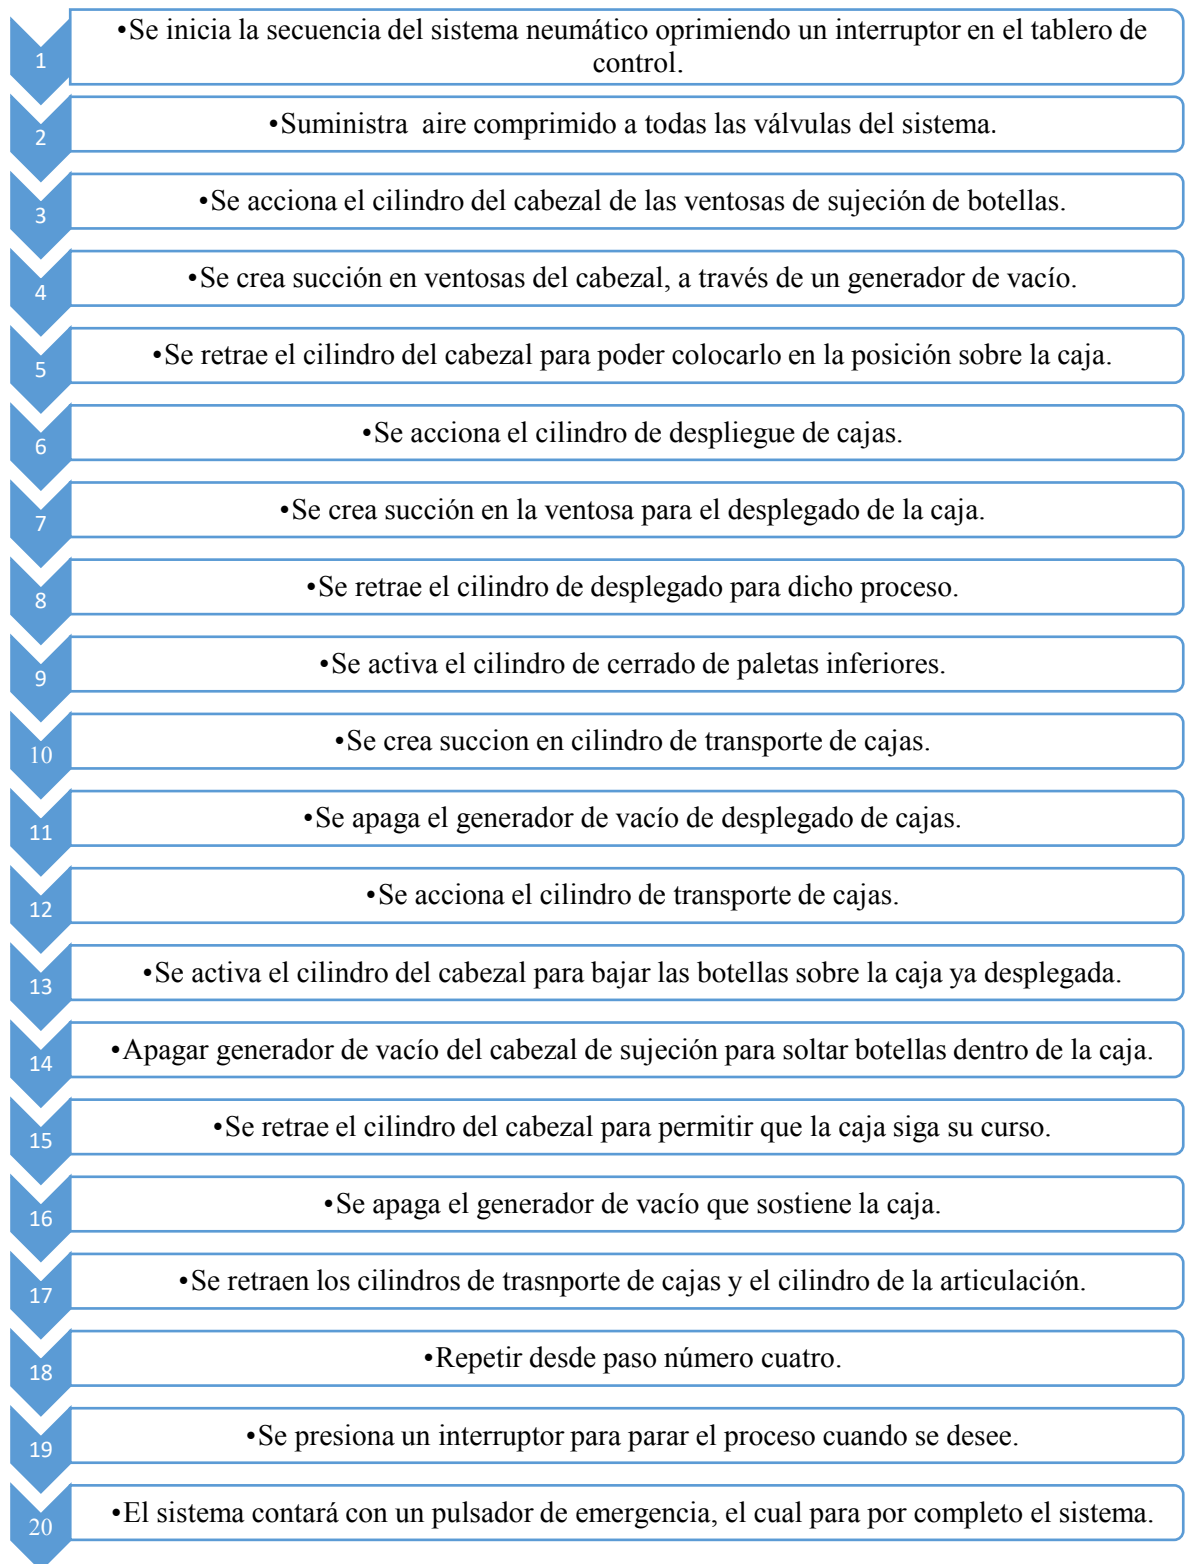 1
•Se inicia la secuencia del sistema neumático oprimiendo un interruptor en el tablero de
control.
2
•Suministra aire comprimido a todas las válvulas del sistema.
3
•Se acciona el cilindro del cabezal de las ventosas de sujeción de botellas.
4
•Se crea succión en ventosas del cabezal, a través de un generador de vacío.
5
•Se retrae el cilindro del cabezal para poder colocarlo en la posición sobre la caja.
6
•Se acciona el cilindro de despliegue de cajas.
7
•Se crea succión en la ventosa para el desplegado de la caja.
8
•Se retrae el cilindro de desplegado para dicho proceso.
9
•Se activa el cilindro de cerrado de paletas inferiores.
10
•Se crea succion en cilindro de transporte de cajas.
11
•Se apaga el generador de vacío de desplegado de cajas.
12
•Se acciona el cilindro de transporte de cajas.
13
•Se activa el cilindro del cabezal para bajar las botellas sobre la caja ya desplegada.
14
•Apagar generador de vacío del cabezal de sujeción para soltar botellas dentro de la caja.
15
•Se retrae el cilindro del cabezal para permitir que la caja siga su curso.
16
•Se apaga el generador de vacío que sostiene la caja.
17
•Se retraen los cilindros de trasnporte de cajas y el cilindro de la articulación.
18
•Repetir desde paso número cuatro.
19
•Se presiona un interruptor para parar el proceso cuando se desee.
20
•El sistema contará con un pulsador de emergencia, el cual para por completo el sistema.